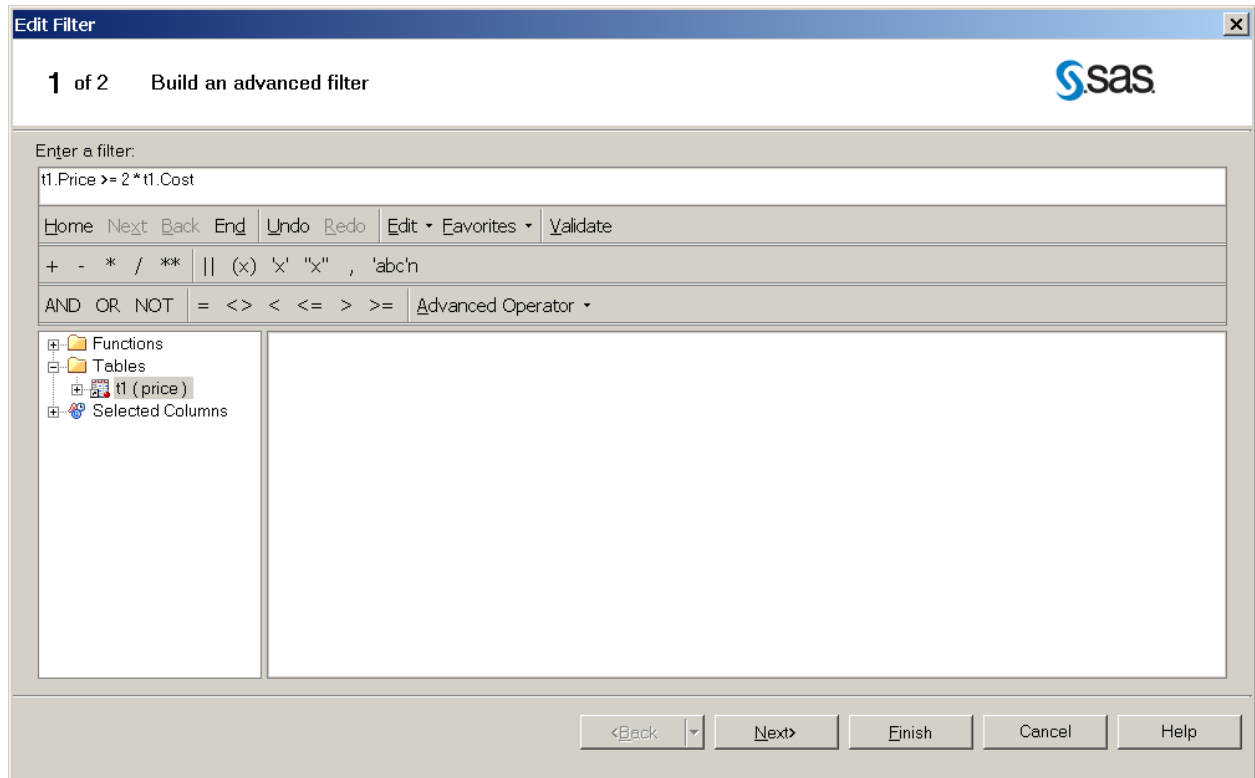 Edit Filter
1 of 2 Build an advanced filter
sas
Enter a filter:
t1.Price >= 2 * t1.Cost
Home Next Back End Undo Redo Edit Favorites Validate
+ - * / ** || (x) 'x' "x" , 'abc'n
AND OR NOT = <> < <= > >= Advanced Operator
Functions
Tables
t1 ( price )
Selected Columns
<Back Next> Finish Cancel Help